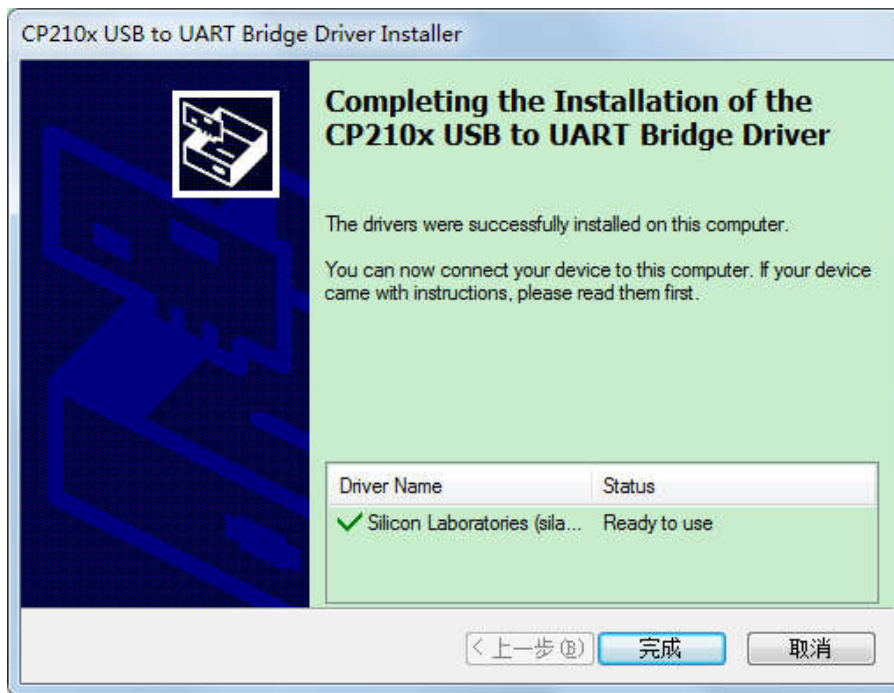 CP210x USB to UART Bridge Driver Installer
Completing the Installation of the
CP210x USB to UART Bridge Driver
The drivers were successfully installed on this computer.
You can now connect your device to this computer. If your device
came with instructions, please read them first.
Driver Name Status
Silicon Laboratories (sila... Ready to use
< 上一步(B) 完成 取消